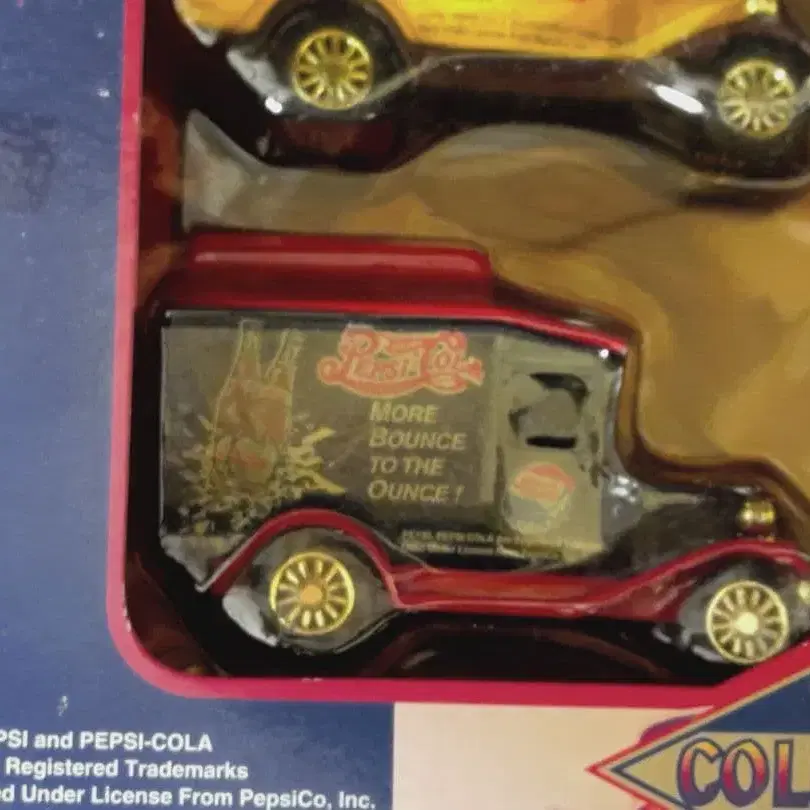 PEPSI-COLA
MORE
BOUNCE
TO THE
OUNCE!
PSI and PEPSI-COLA
Registered Trademarks
ed Under License From PepsiCo, Inc.
COL